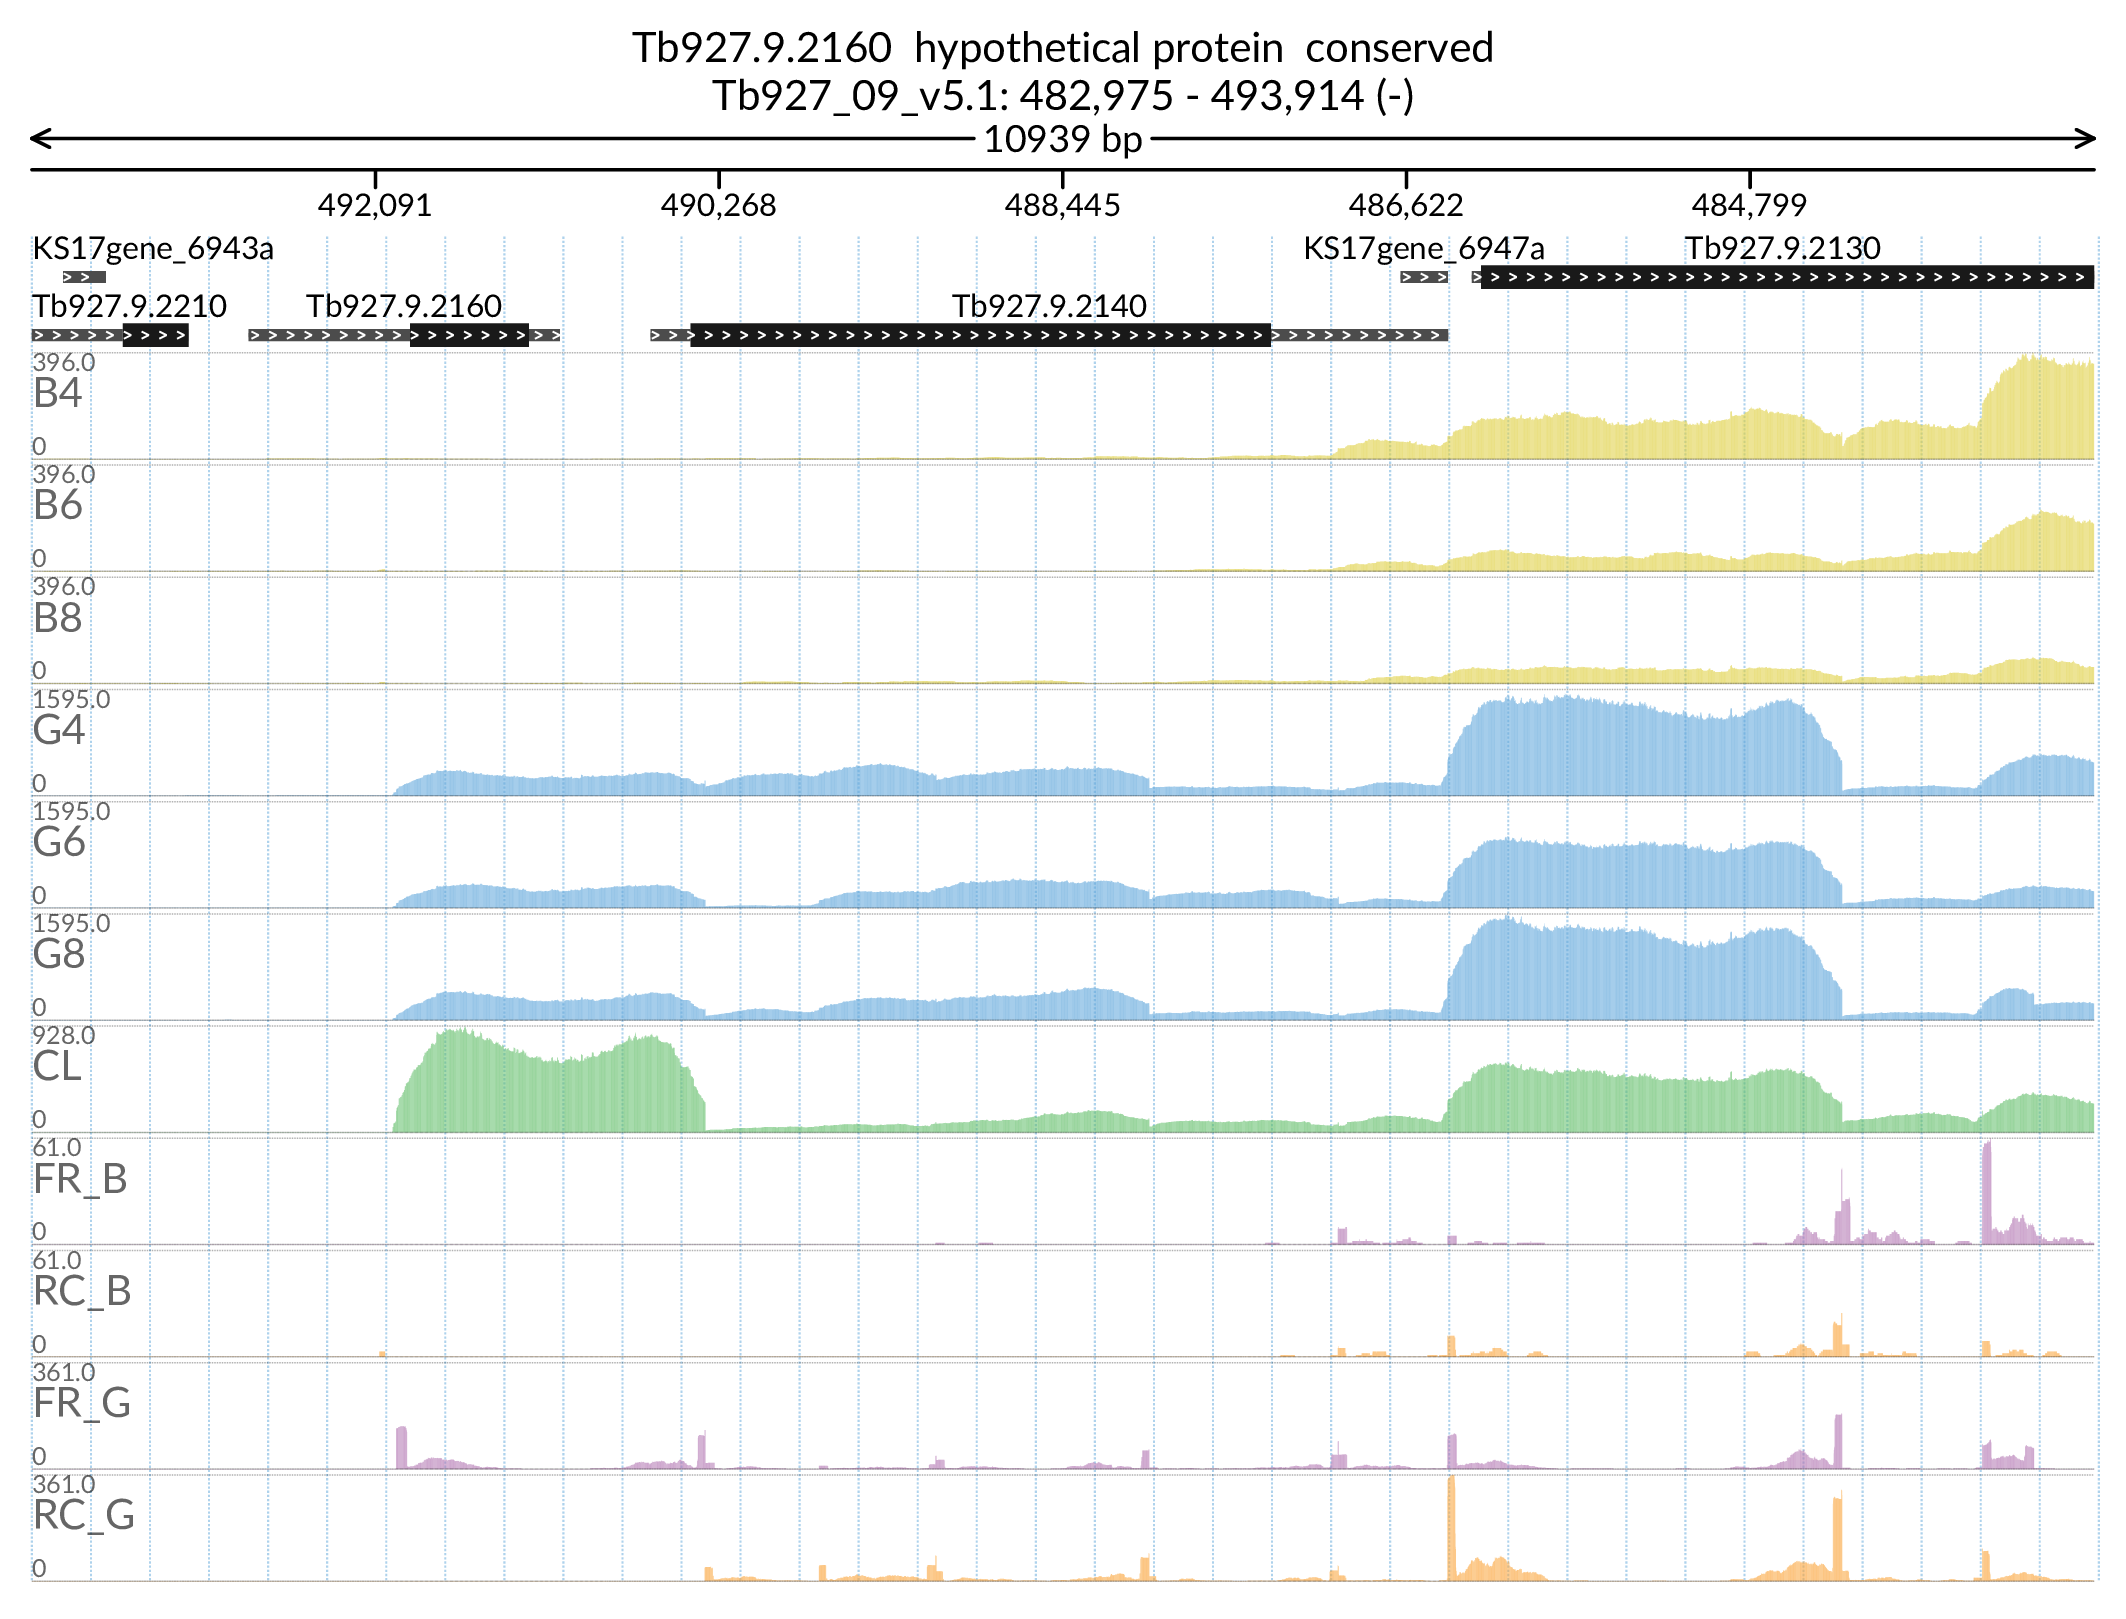 Tb927.9.2160  hypothetical protein  conserved
Tb927_09_v5.1: 482,975 - 493,914 (-)
10939 bp
492,091 490,268 488,445 486,622 484,799
KS17gene_6943a KS17gene_6947a Tb927.9.2130
Tb927.9.2210 Tb927.9.2160 Tb927.9.2140
396.0
B4
0
396.0
B6
0
396.0
B8
0
1595.0
G4
0
1595.0
G6
0
1595.0
G8
0
928.0
CL
0
61.0
FR_B
0
61.0
RC_B
0
361.0
FR_G
0
361.0
RC_G
0